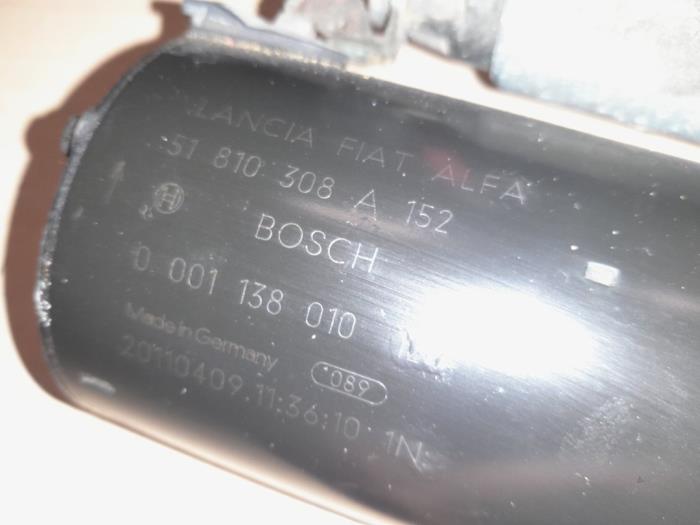 LANCIA FIAT ALFA
51 810 308 A 152
BOSCH
0 001 138 010
Made in Germany
1089
20110409.11:36:10 1N